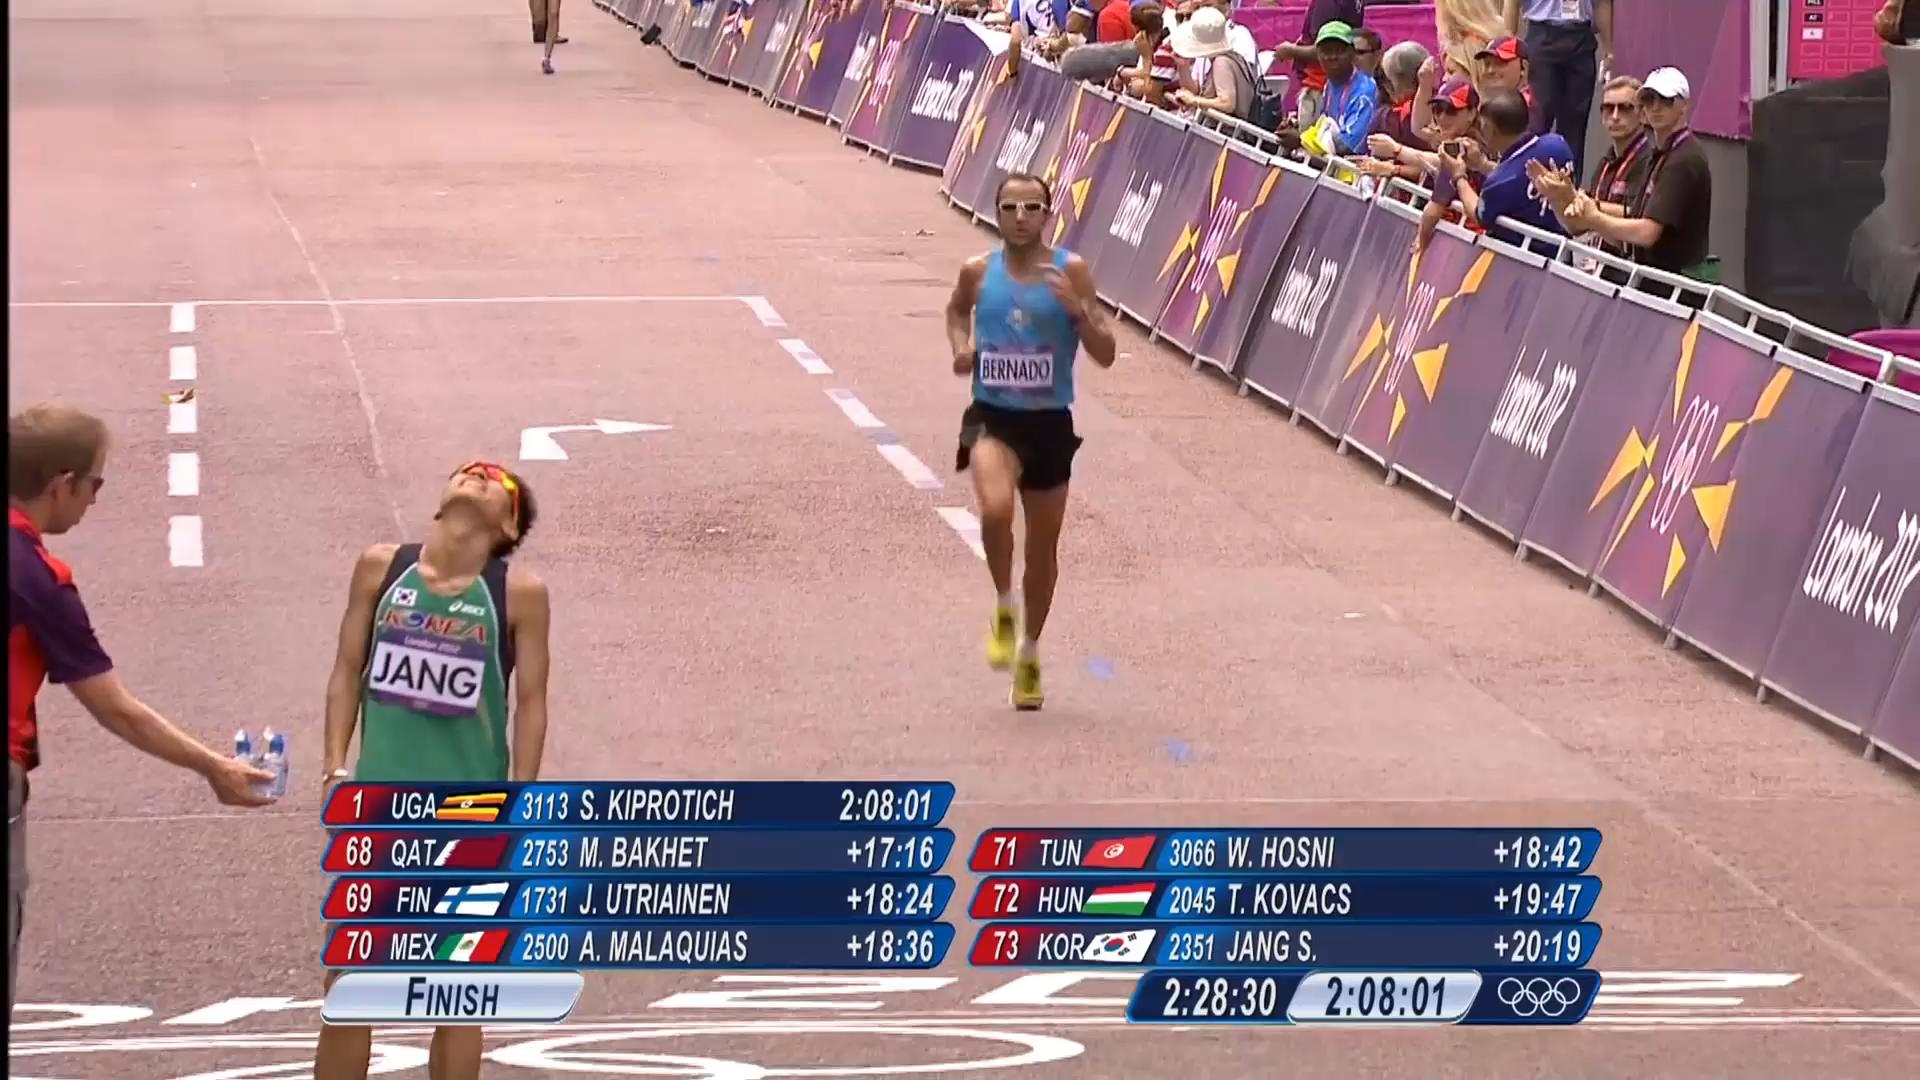 London 2012
London 2012
London 2012
London 2012
London 2012
London 2012
BERNADO
asics
KOREA
London 2012
JANG
1 UGA 3113 S. KIPROTICH 2:08:01
68 QAT 2753 M. BAKHET +17:16
69 FIN 1731 J. UTRIAINEN +18:24
70 MEX 2500 A. MALAQUIAS +18:36
71 TUN 3066 W. HOSNI +18:42
72 HUN 2045 T. KOVACS +19:47
73 KOR 2351 JANG S. +20:19
FINISH
2:28:30 2:08:01